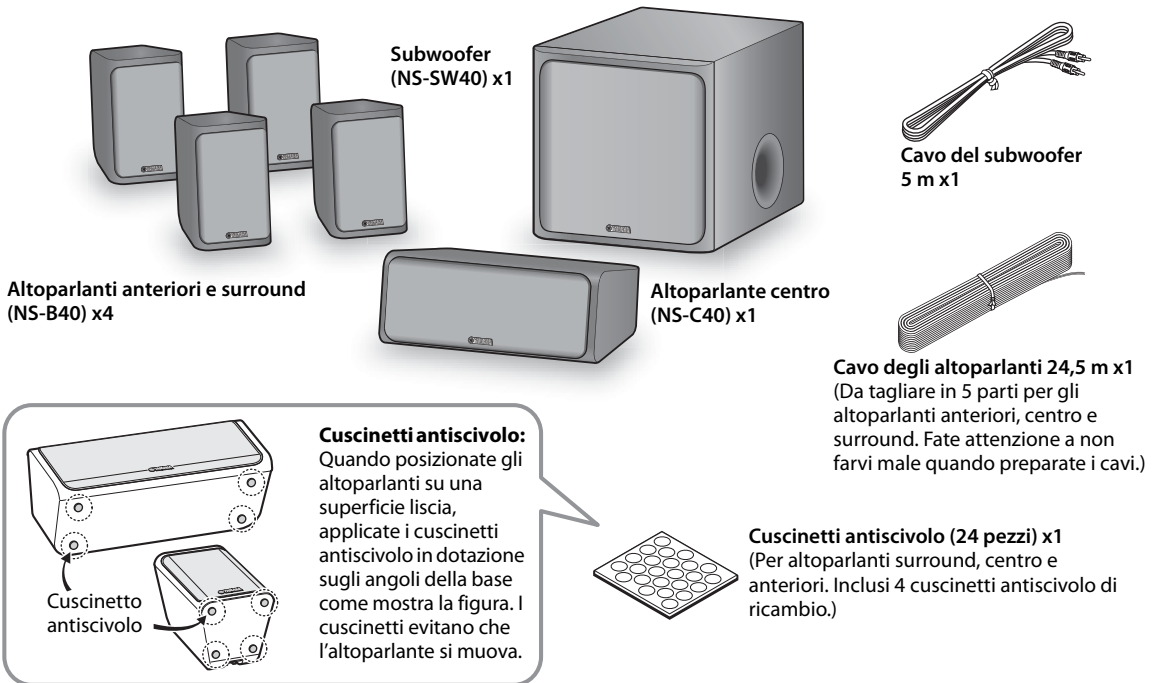 Subwoofer
(NS-SW40) x1
Cavo del subwoofer
5 m x1
Altoparlanti anteriori e surround
(NS-B40) x4
Altoparlante centro
(NS-C40) x1
Cavo degli altoparlanti 24,5 m x1
(Da tagliare in 5 parti per gli
altoparlanti anteriori, centro e
surround. Fate attenzione a non
farvi male quando preparate i cavi.)
Cuscinetti antiscivolo:
Quando posizionate gli
altoparlanti su una
superficie liscia,
applicate i cuscinetti
antiscivolo in dotazione
sugli angoli della base
come mostra la figura. I
cuscinetti evitano che
l'altoparlante si muova.
Cuscinetto
antiscivolo
Cuscinetti antiscivolo (24 pezzi) x1
(Per altoparlanti surround, centro e
anteriori. Inclusi 4 cuscinetti antiscivolo di
ricambio.)